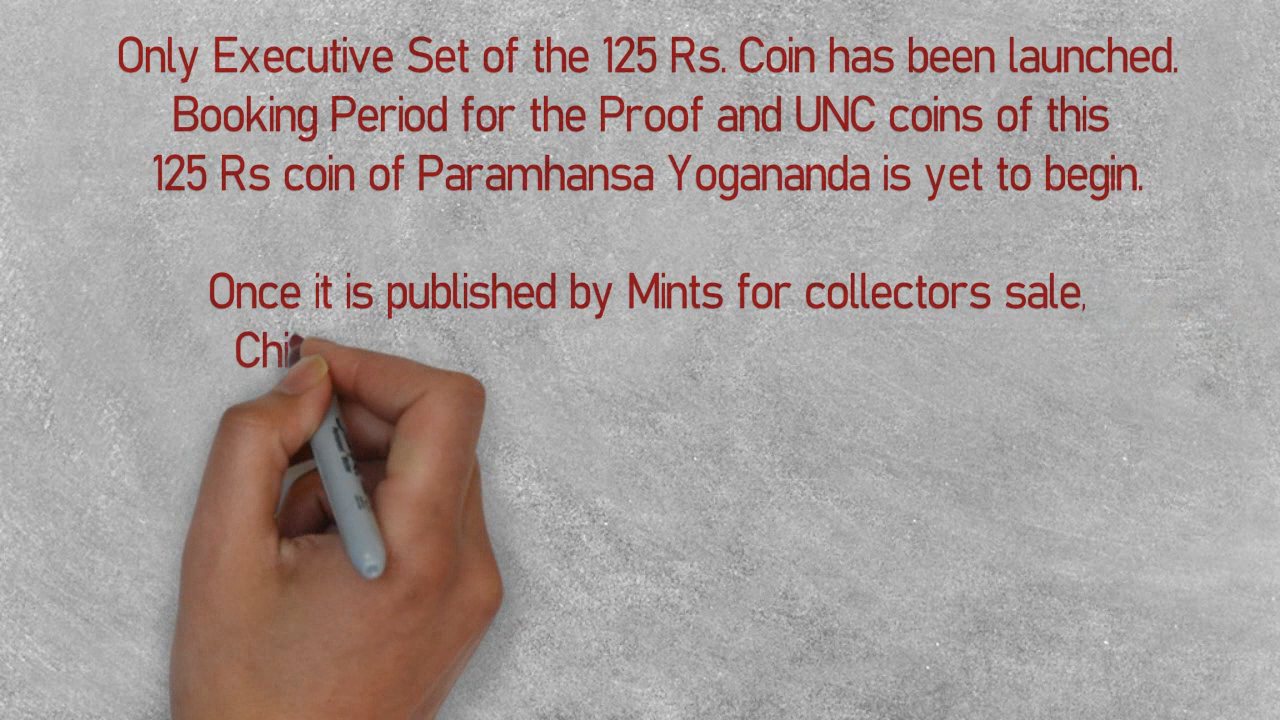 Only Executive Set of the 125 Rs. Coin has been launched.
Booking Period for the Proof and UNC coins of this
125 Rs coin of Paramhansa Yogananda is yet to begin.
Once it is published by Mints for collectors sale,
Chi